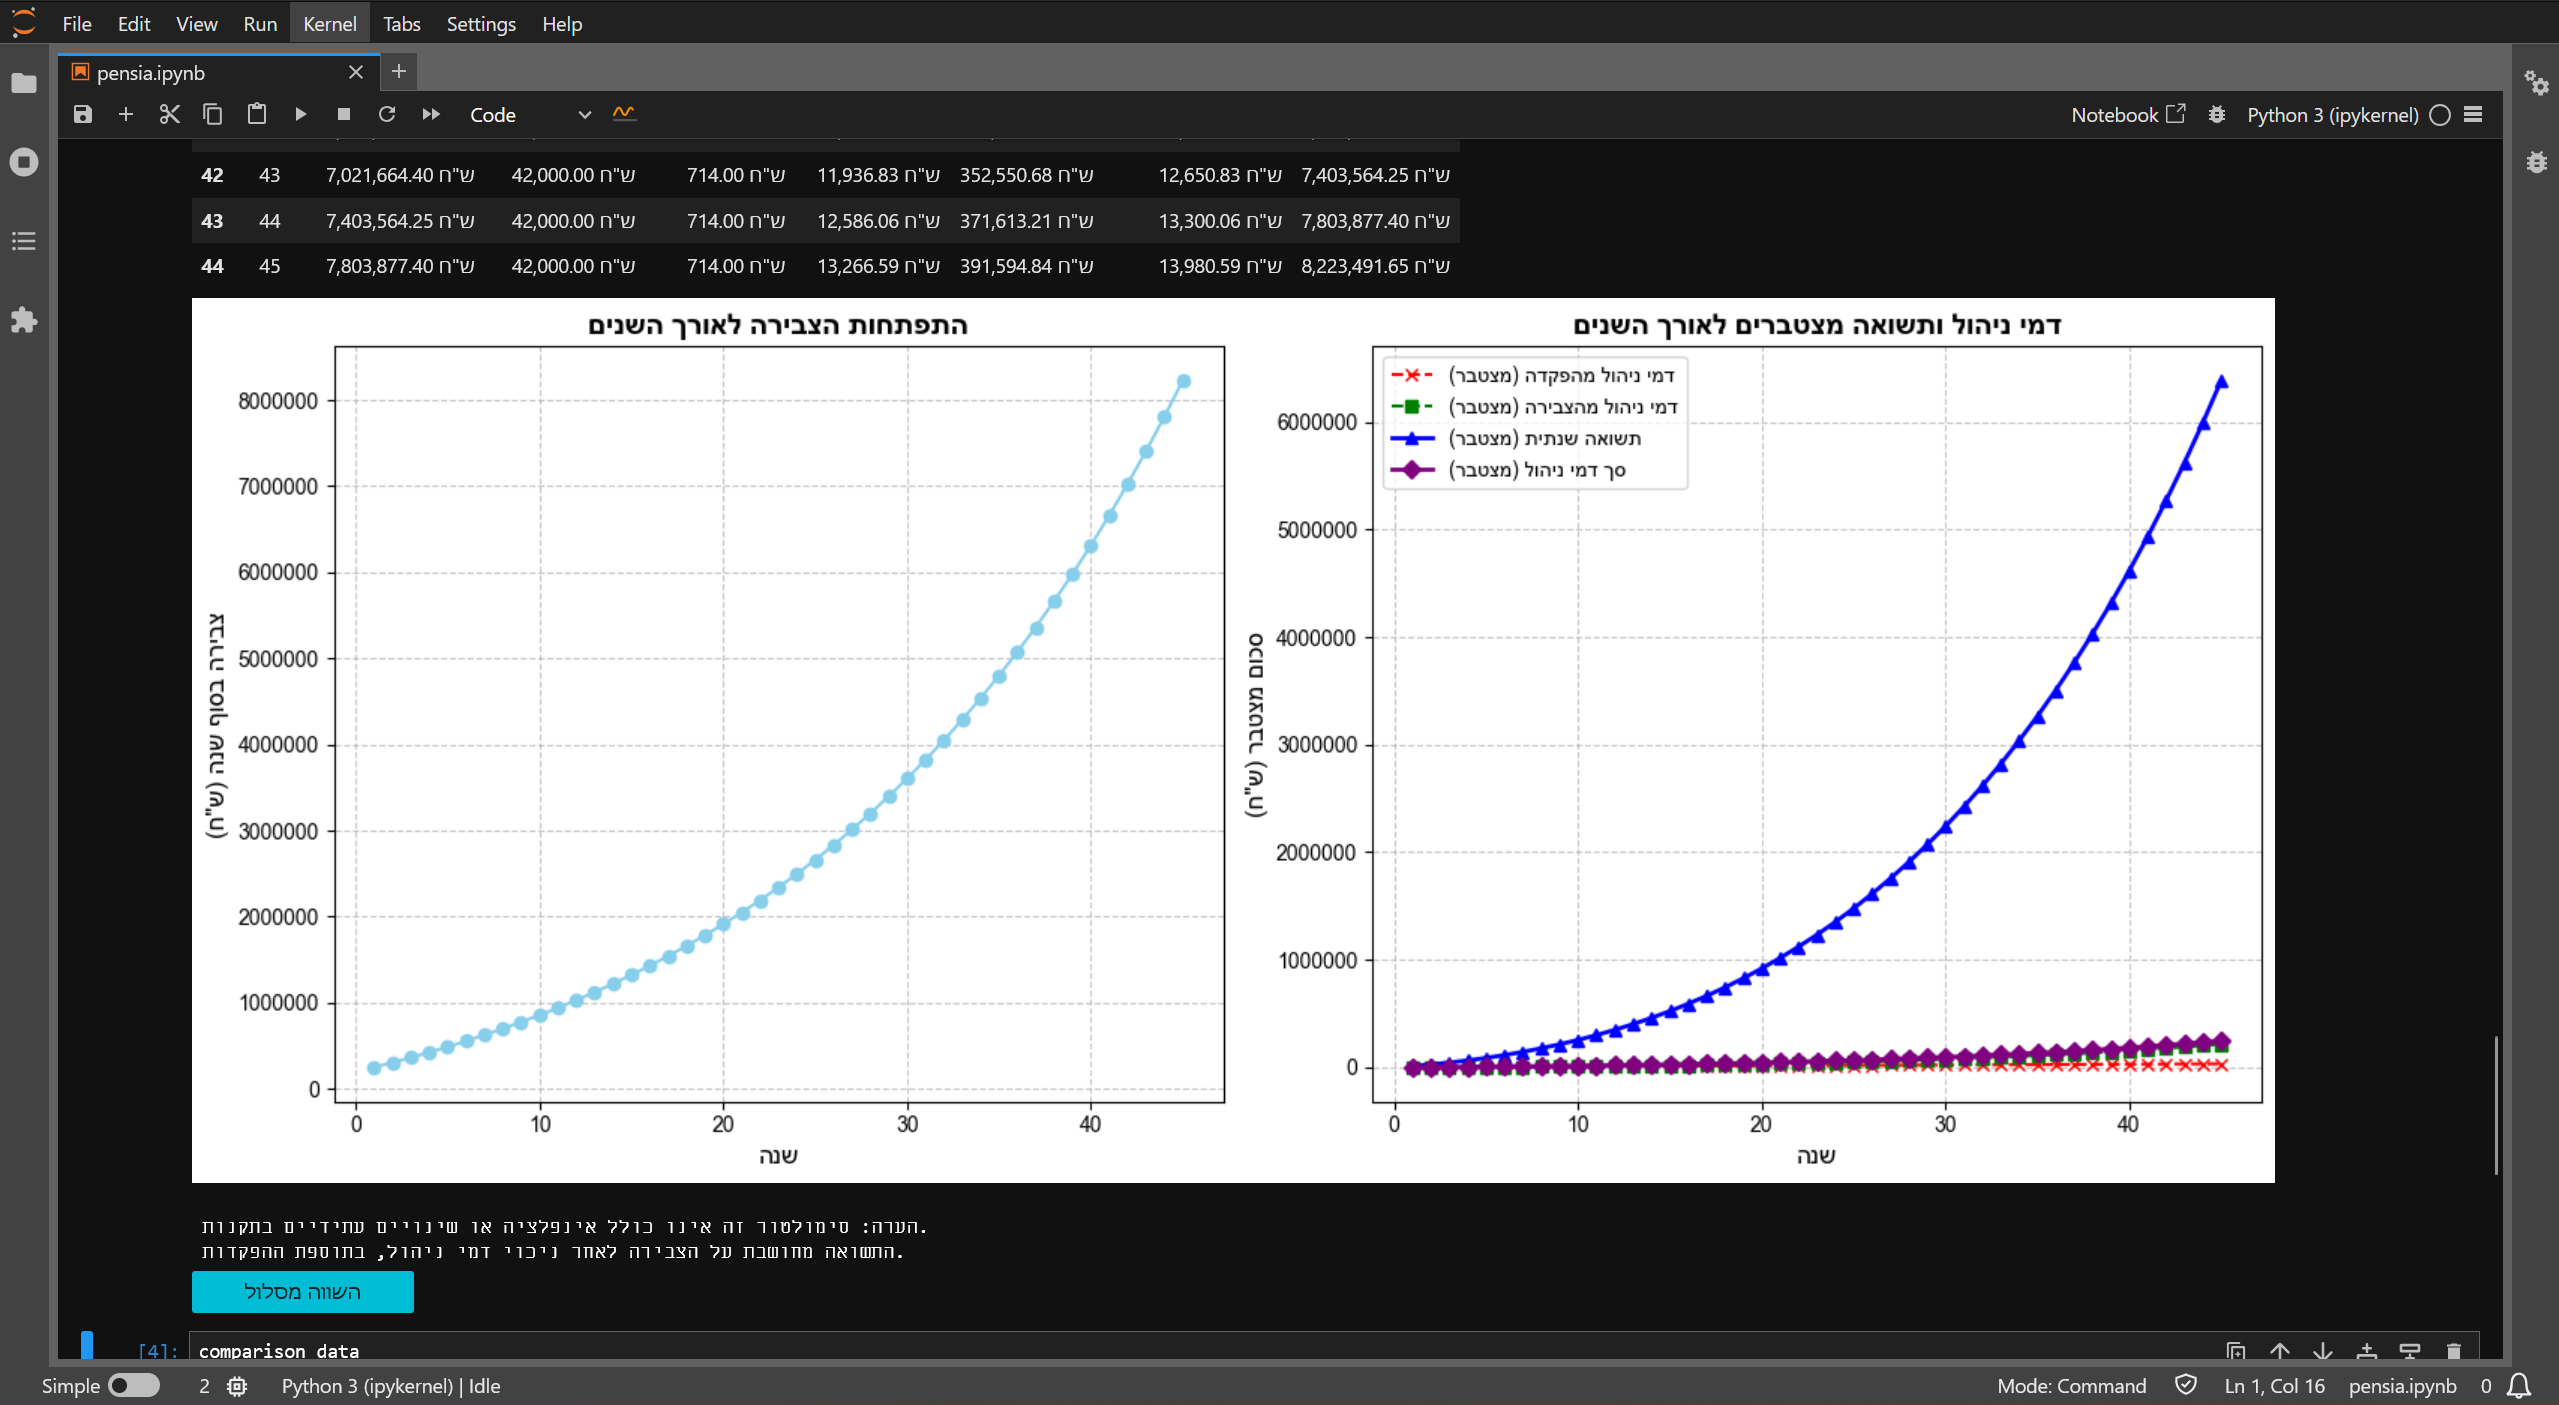 File Edit View Run Kernel Tabs Settings Help
pensia.ipynb
Code Notebook Python 3 (ipykernel)
42 43 7,021,664.40 ש"ח 42,000.00 ש"ח 714.00 ש"ח 11,936.83 ש"ח 352,550.68 ש"ח 12,650.83 ש"ח 7,403,564.25 ש"ח
43 44 7,403,564.25 ש"ח 42,000.00 ש"ח 714.00 ש"ח 12,586.06 ש"ח 371,613.21 ש"ח 13,300.06 ש"ח 7,803,877.40 ש"ח
44 45 7,803,877.40 ש"ח 42,000.00 ש"ח 714.00 ש"ח 13,266.59 ש"ח 391,594.84 ש"ח 13,980.59 ש"ח 8,223,491.65 ש"ח
התפתחות הצבירה לאורך השנים
8000000
7000000
6000000
5000000
4000000
3000000
2000000
1000000
0
צבירה בסוף שנה (ש"ח)
0 10 20 30 40
שנה
דמי ניהול ותשואה מצטברים לאורך השנים
דמי ניהול מהפקדה (מצטבר)
דמי ניהול מהצבירה (מצטבר)
תשואה שנתית (מצטבר)
סך דמי ניהול (מצטבר)
6000000
5000000
4000000
3000000
2000000
1000000
0
סכום מצטבר (ש"ח)
0 10 20 30 40
שנה
הערה: סימולטור זה אינו כולל אינפלציה או שינויים עתידיים בתקנות.
התשואה מחושבת על הצבירה לאחר ניכוי דמי ניהול, בתוספת ההפקדות.
השווה מסלול
[4]: comparison_data
Simple 2 Python 3 (ipykernel) | Idle Mode: Command Ln 1, Col 16 pensia.ipynb 0